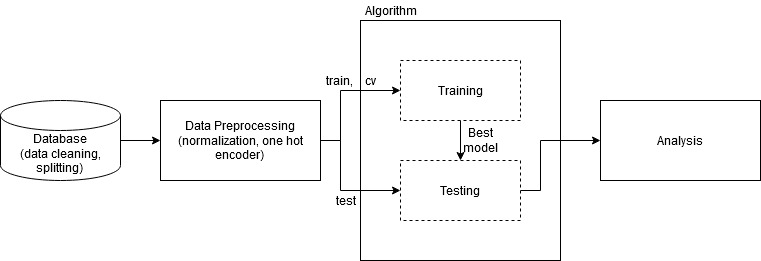 Algorithm
train, cv
Training
Data Preprocessing
(normalization, one hot
encoder)
Database
(data cleaning,
splitting)
Best
model
Analysis
Testing
test